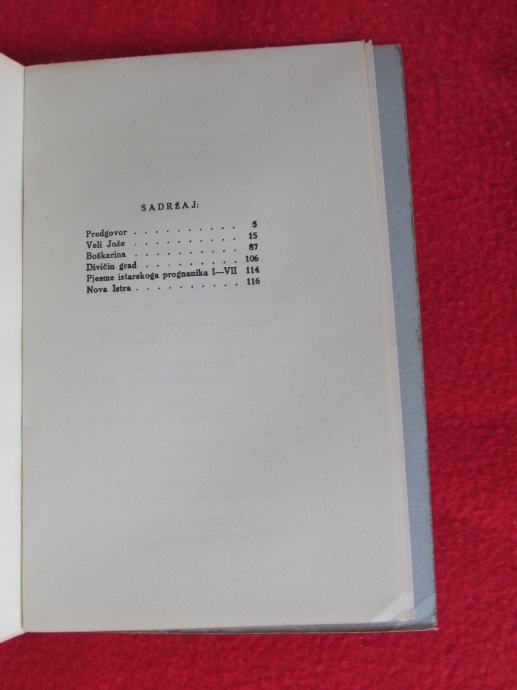 SADRŽAJ:
Predgovor . . . . . . . . . . 5
Veli Jože . . . . . . . . . . 15
Boškarina . . . . . . . . . . 87
Divičin grad . . . . . . . . . 106
Pjesme istarskoga prognanika I—VII 114
Nova Istra . . . . . . . . . . 116